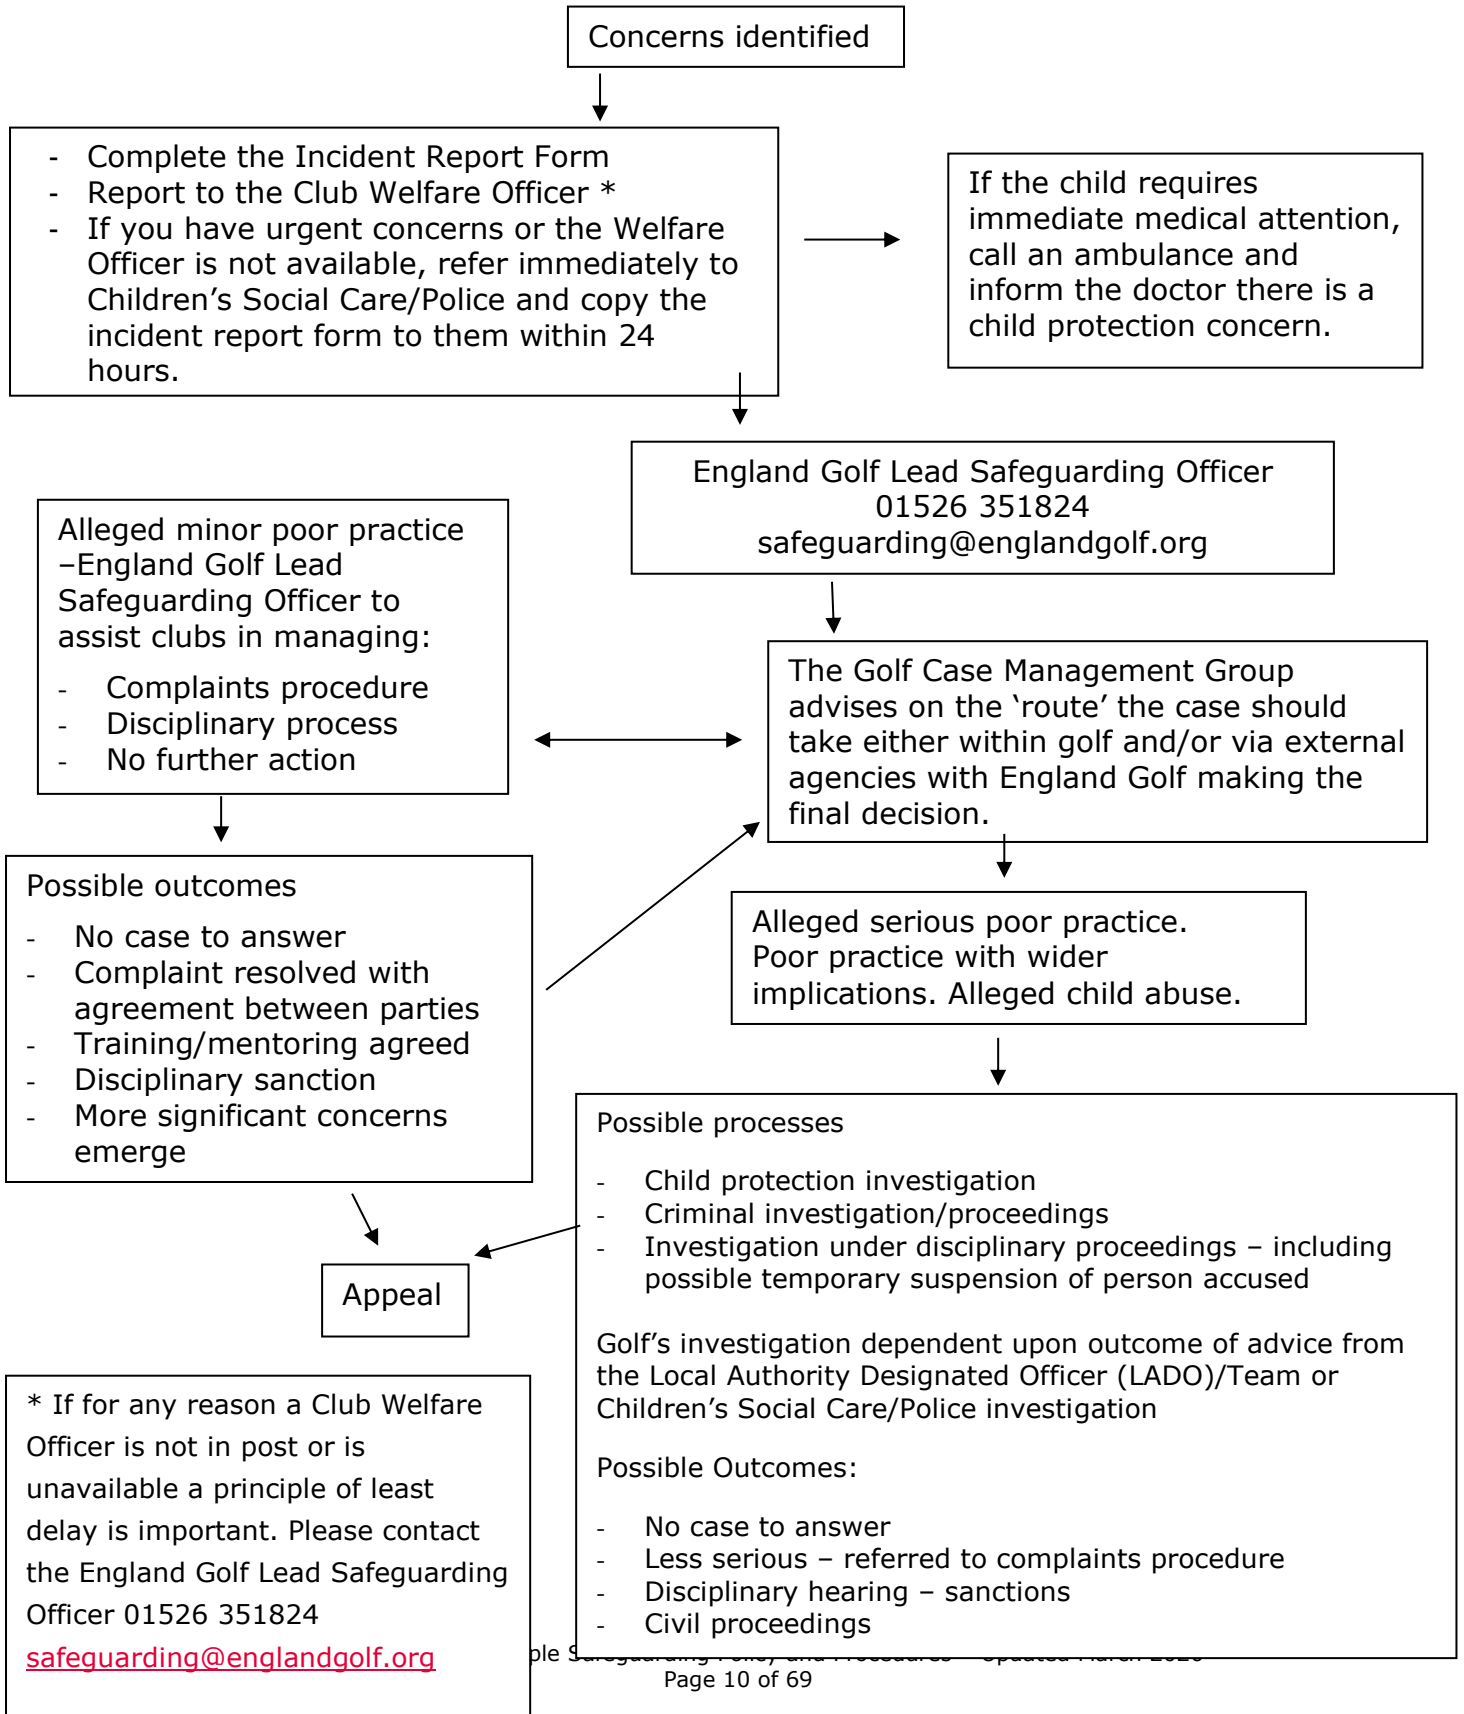 Concerns identified
- Complete the Incident Report Form
- Report to the Club Welfare Officer *
- If you have urgent concerns or the Welfare
Officer is not available, refer immediately to
Children’s Social Care/Police and copy the
incident report form to them within 24
hours.
If the child requires
immediate medical attention,
call an ambulance and
inform the doctor there is a
child protection concern.
England Golf Lead Safeguarding Officer
01526 351824
safeguarding@englandgolf.org
Alleged minor poor practice
–England Golf Lead
Safeguarding Officer to
assist clubs in managing:
- Complaints procedure
- Disciplinary process
- No further action
The Golf Case Management Group
advises on the ‘route’ the case should
take either within golf and/or via external
agencies with England Golf making the
final decision.
Possible outcomes
- No case to answer
- Complaint resolved with
agreement between parties
- Training/mentoring agreed
- Disciplinary sanction
- More significant concerns
emerge
Alleged serious poor practice.
Poor practice with wider
implications. Alleged child abuse.
Possible processes
- Child protection investigation
- Criminal investigation/proceedings
- Investigation under disciplinary proceedings – including
possible temporary suspension of person accused
Golf’s investigation dependent upon outcome of advice from
the Local Authority Designated Officer (LADO)/Team or
Children’s Social Care/Police investigation
Possible Outcomes:
- No case to answer
- Less serious – referred to complaints procedure
- Disciplinary hearing – sanctions
- Civil proceedings
Appeal
* If for any reason a Club Welfare
Officer is not in post or is
unavailable a principle of least
delay is important. Please contact
the England Golf Lead Safeguarding
Officer 01526 351824
safeguarding@englandgolf.org
Safeguarding Policy and Procedures Updated March
Page 10 of 69